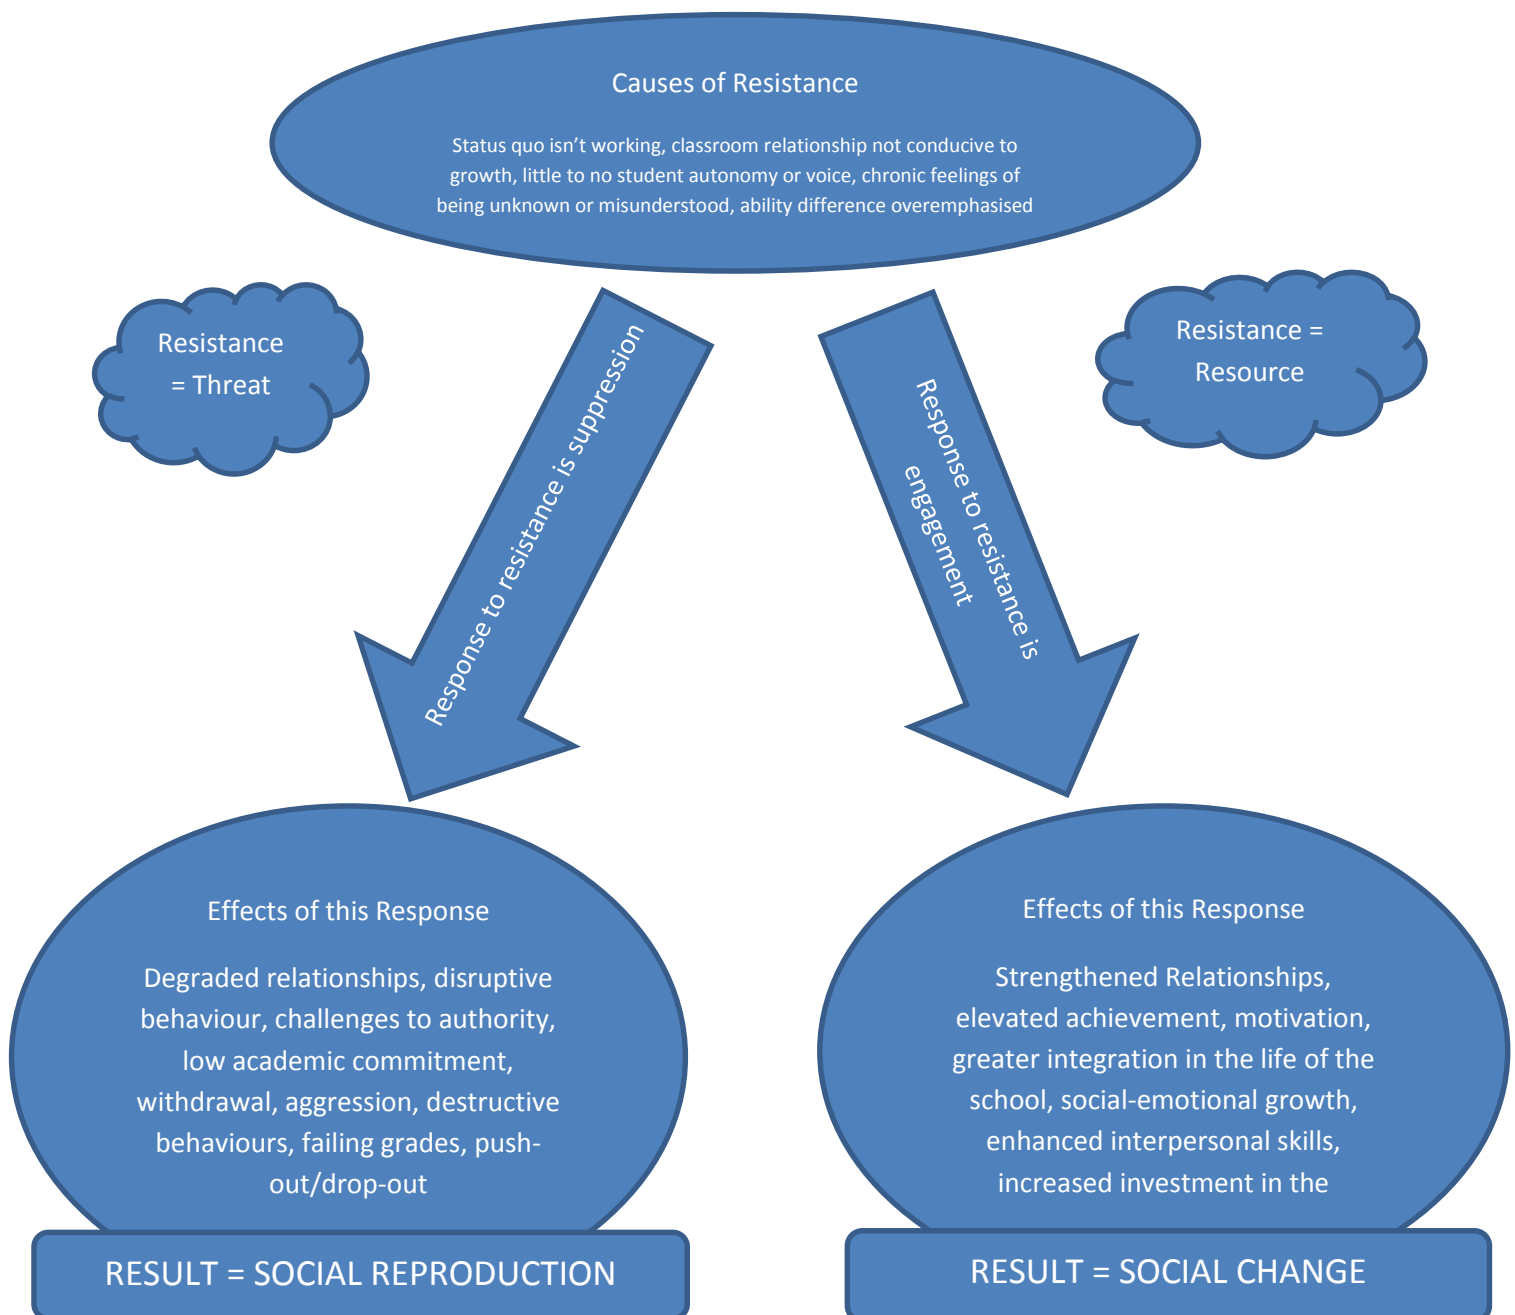 Causes of Resistance
Status quo isn’t working, classroom relationship not conducive to
growth, little to no student autonomy or voice, chronic feelings of
being unknown or misunderstood, ability difference overemphasised
Resistance
= Threat
Resistance =
Resource
Response to resistance is suppression
Response to resistance is
engagement
Effects of this Response
Degraded relationships, disruptive
behaviour, challenges to authority,
low academic commitment,
withdrawal, aggression, destructive
behaviours, failing grades, push-
out/drop-out
RESULT = SOCIAL REPRODUCTION
Effects of this Response
Strengthened Relationships,
elevated achievement, motivation,
greater integration in the life of the
school, social-emotional growth,
enhanced interpersonal skills,
increased investment in the
RESULT = SOCIAL CHANGE